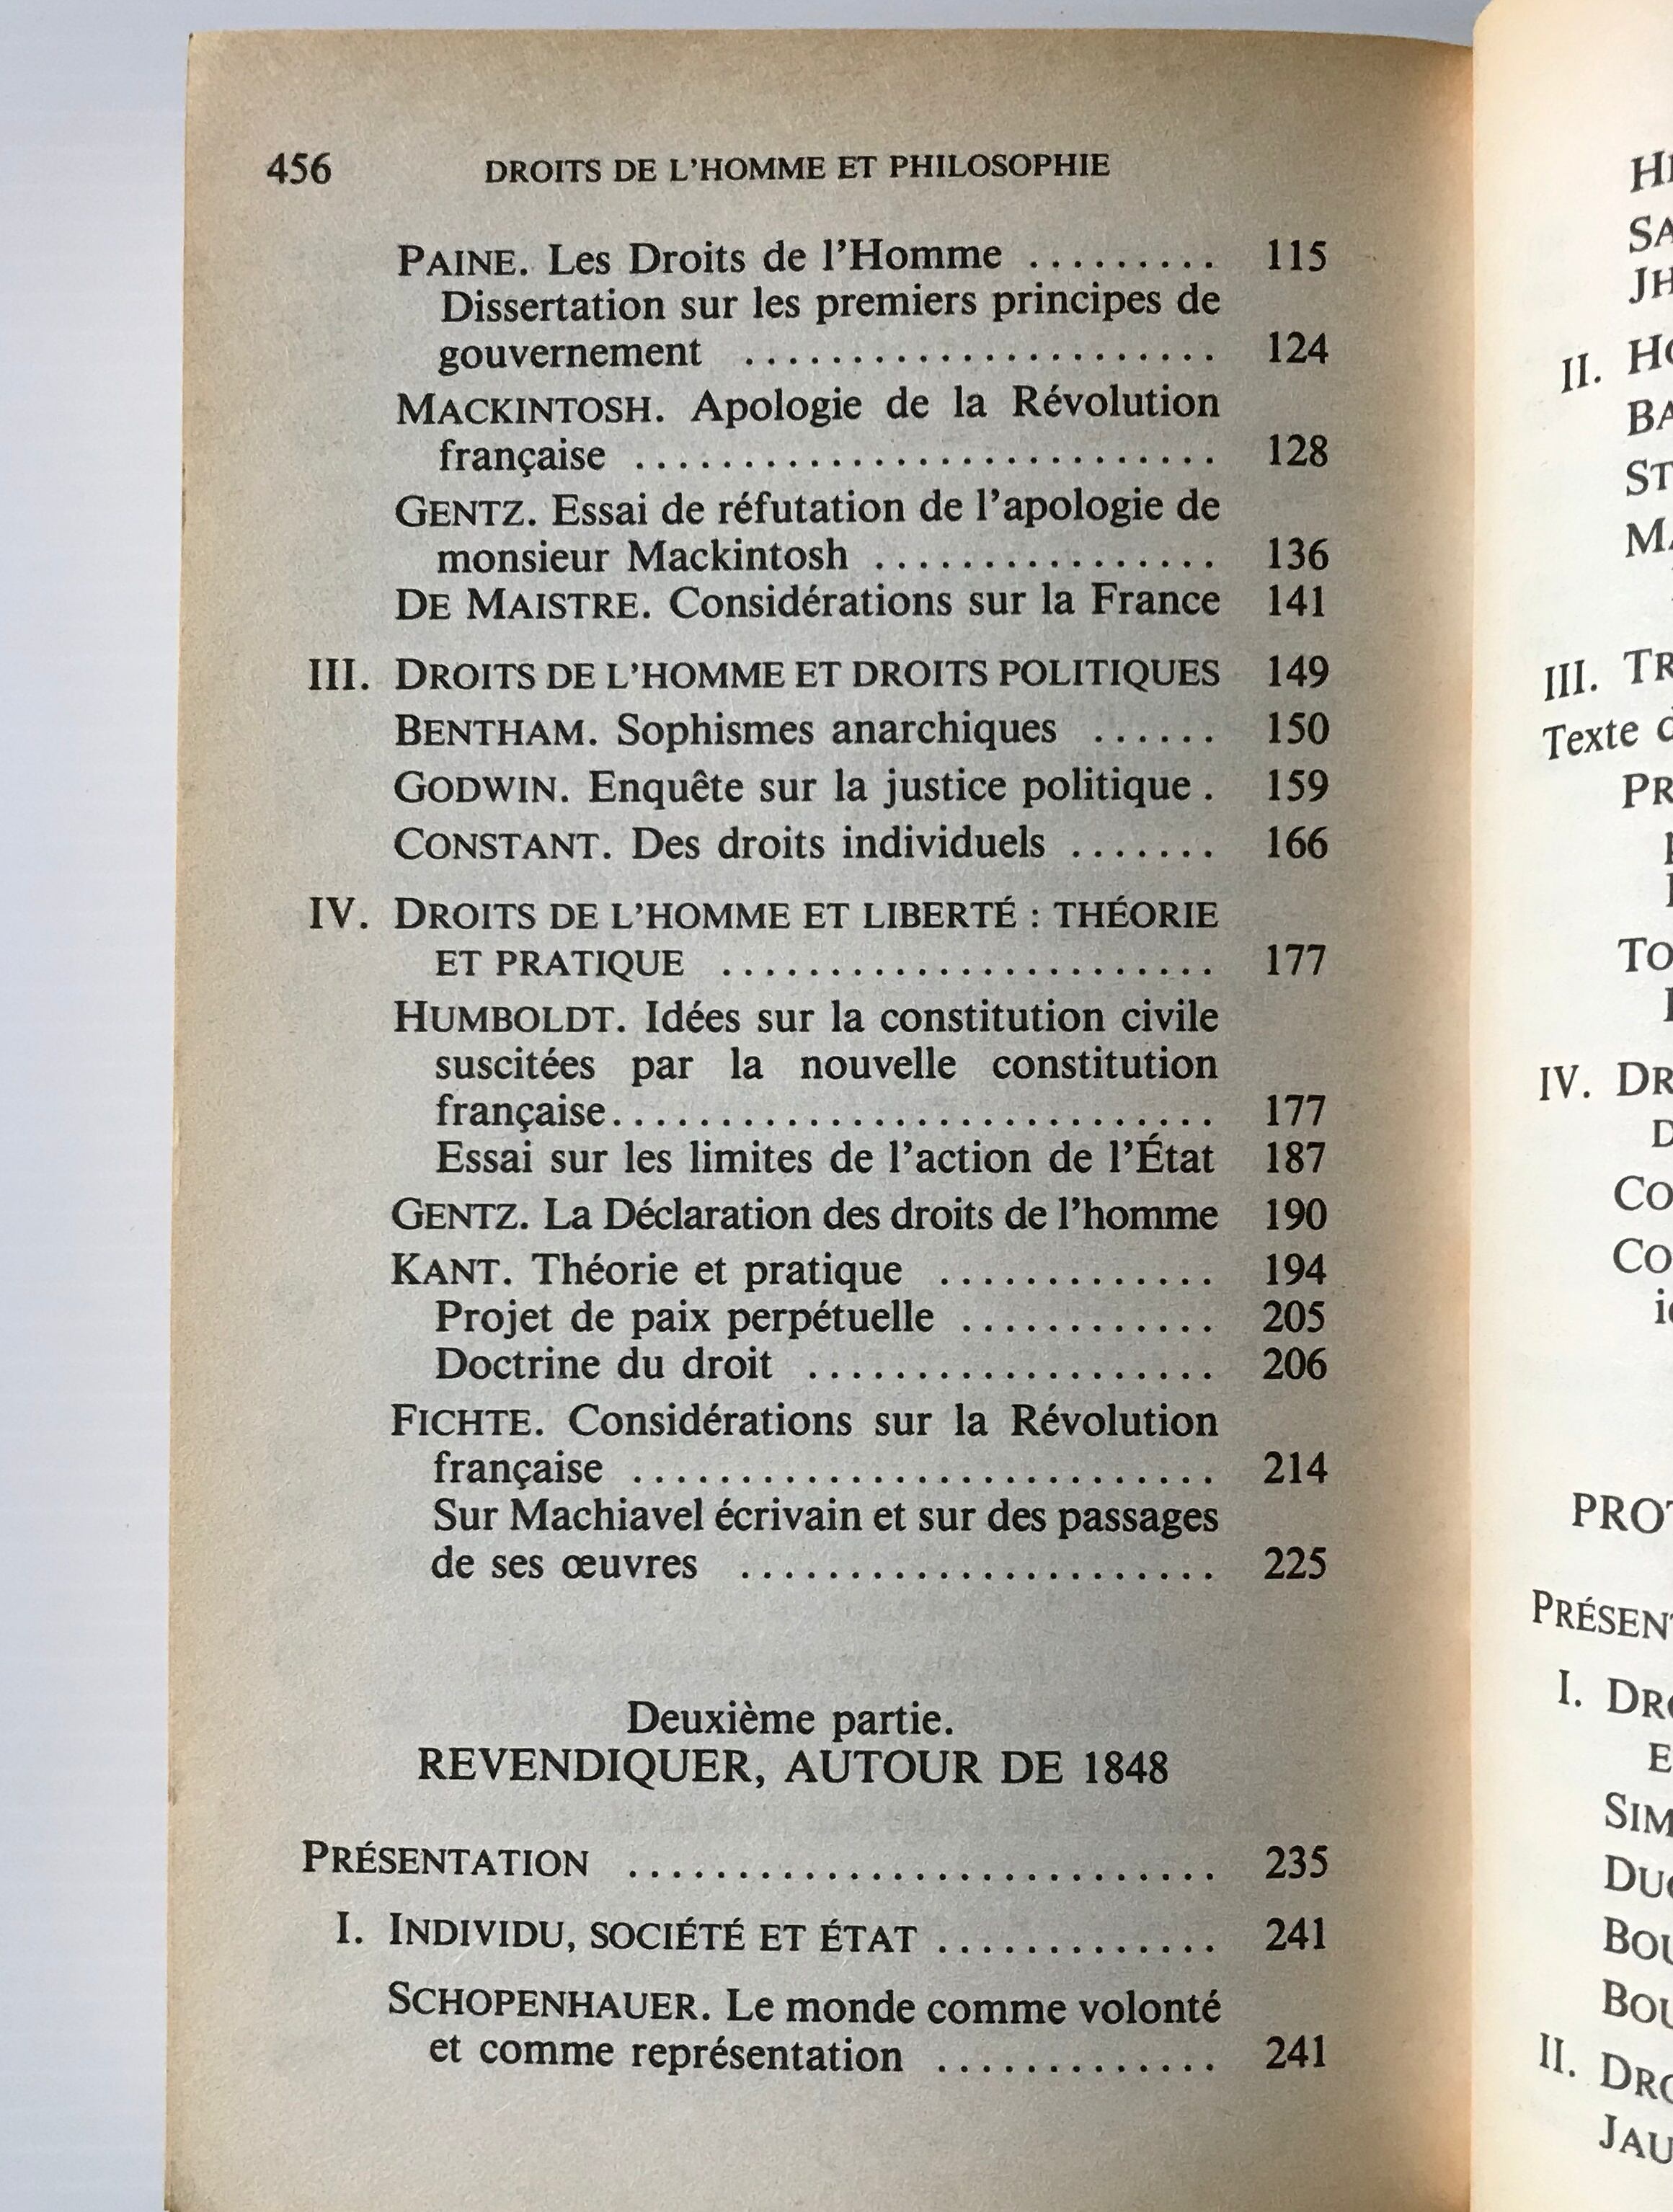 456 DROITS DE L'HOMME ET PHILOSOPHIE
PAINE. Les Droits de l'Homme ......... 115
Dissertation sur les premiers principes de
gouvernement ...................... 124
MACKINTOSH. Apologie de la Révolution
française ........................... 128
GENTZ. Essai de réfutation de l'apologie de
monsieur Mackintosh ................ 136
DE MAISTRE. Considérations sur la France 141
III. DROITS DE L'HOMME ET DROITS POLITIQUES 149
BENTHAM. Sophismes anarchiques ...... 150
GODWIN. Enquête sur la justice politique . 159
CONSTANT. Des droits individuels ....... 166
IV. DROITS DE L'HOMME ET LIBERTÉ : THÉORIE
ET PRATIQUE ....................... 177
HUMBOLDT. Idées sur la constitution civile
suscitées par la nouvelle constitution
française............................ 177
Essai sur les limites de l'action de l'État 187
GENTZ. La Déclaration des droits de l'homme 190
KANT. Théorie et pratique ............. 194
Projet de paix perpétuelle ............ 205
Doctrine du droit ................... 206
FICHTE. Considérations sur la Révolution
française ........................... 214
Sur Machiavel écrivain et sur des passages
de ses œuvres ...................... 225
Deuxième partie.
REVENDIQUER, AUTOUR DE 1848
PRÉSENTATION ........................... 235
I. INDIVIDU, SOCIÉTÉ ET ÉTAT ............. 241
SCHOPENHAUER. Le monde comme volonté
et comme représentation ............. 241
II.
III.
Texte
IV.
I.
II.